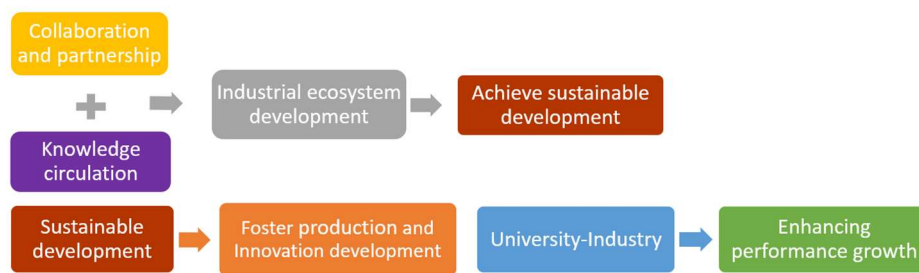 Collaboration
and partnership
Industrial ecosystem
development
Achieve sustainable
development
Knowledge
circulation
Sustainable
development
Foster production and
Innovation development
University-Industry
Enhancing
performance growth